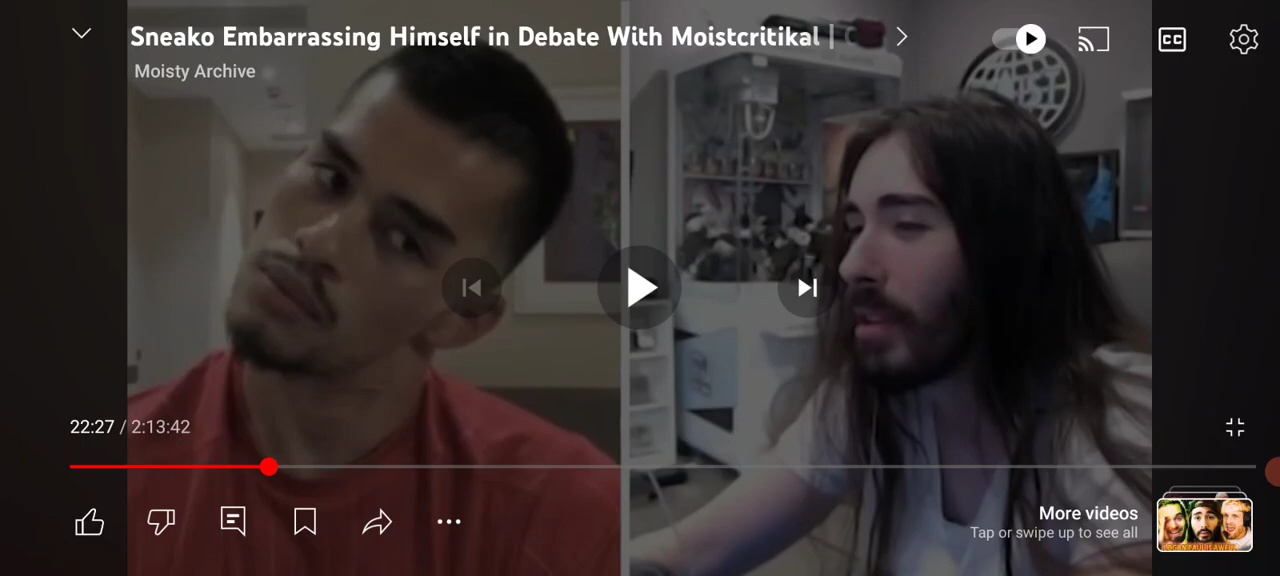 Sneako Embarrassing Himself in Debate With Moistcritikal |
Moisty Archive
CC
22:27 / 2:13:42
More videos
Tap or swipe up to see all